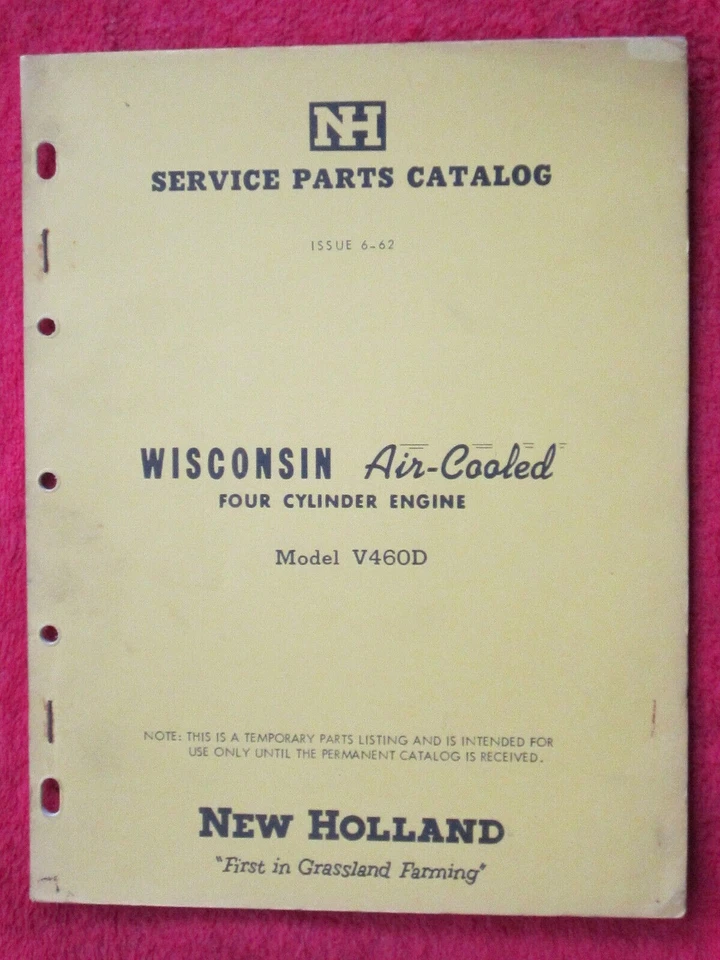 NH
SERVICE PARTS CATALOG
ISSUE 6-62
WISCONSIN Air-Cooled
FOUR CYLINDER ENGINE
Model V460D
NOTE: THIS IS A TEMPORARY PARTS LISTING AND IS INTENDED FOR
USE ONLY UNTIL THE PERMANENT CATALOG IS RECEIVED.
NEW HOLLAND
"First in Grassland Farming"